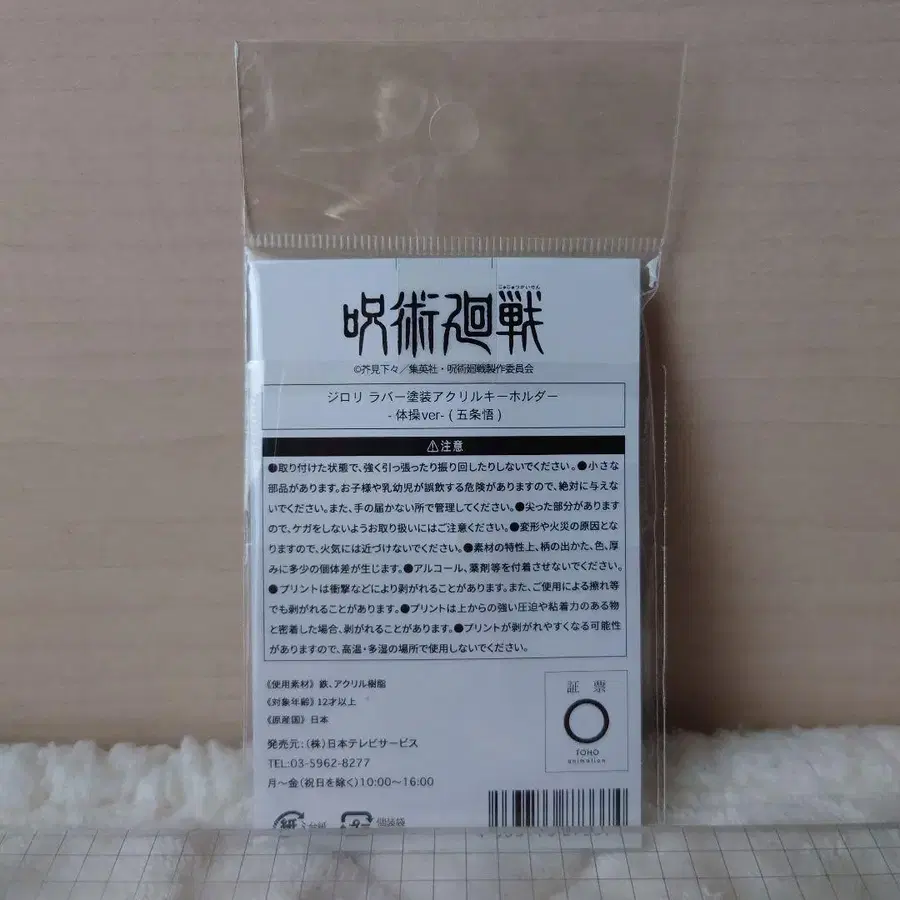 じゅじゅつかいせん
呪術廻戦
©芥見下々／集英社・呪術廻戦製作委員会
ジロリ ラバー塗装アクリルキーホルダー
- 体操ver- ( 五条悟 )
⚠注意
●取り付けた状態で、強く引っ張ったり振り回したりしないでください。●小さな
部品があります。お子様や乳幼児が誤飲する危険がありますので、絶対に与えな
いでください。また、手の届かない所で管理してください。●尖った部分があります
ので、ケガをしないようお取り扱いにはご注意ください。●変形や火災の原因とな
りますので、火気には近づけないでください。●素材の特性上、柄の出かた、色、厚
みに多少の個体差が生じます。●アルコール、薬剤等を付着させないでください。
●プリントは衝撃などにより剥がれることがあります。また、ご使用による擦れ等
でも剥がれることがあります。●プリントは上からの強い圧迫や粘着力のある物
と密着した場合、剥がれることがあります。●プリントが剥がれやすくなる可能性
がありますので、高温・多湿の場所で使用しないでください。
《使用素材》 鉄、アクリル樹脂
《対象年齢》 12才以上
《原産国》 日本
発売元：（株）日本テレビサービス
TEL:03-5962-8277
月〜金（祝日を除く）10:00〜16:00
証 票
TOHO
animation
個装袋